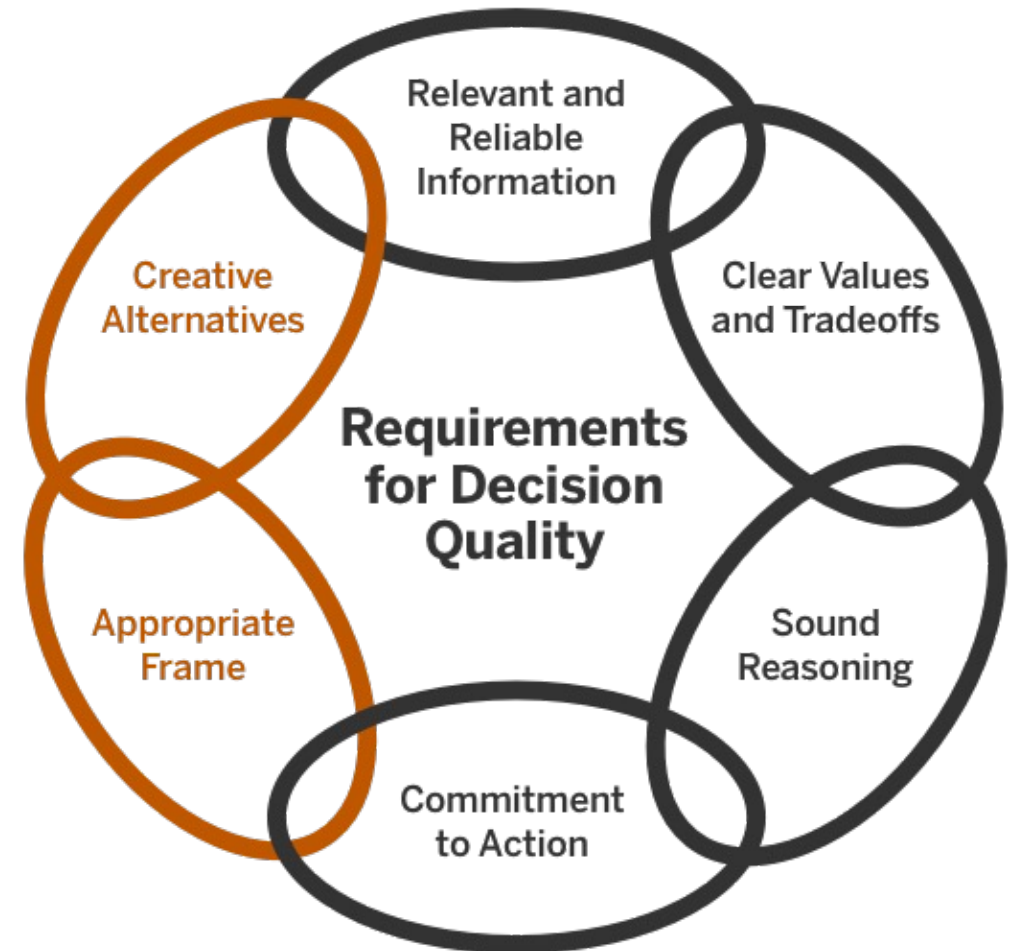 Relevant and
Reliable
Information
Creative
Alternatives
Clear Values
and Tradeoffs
Requirements
for Decision
Quality
Appropriate
Frame
Sound
Reasoning
Commitment
to Action